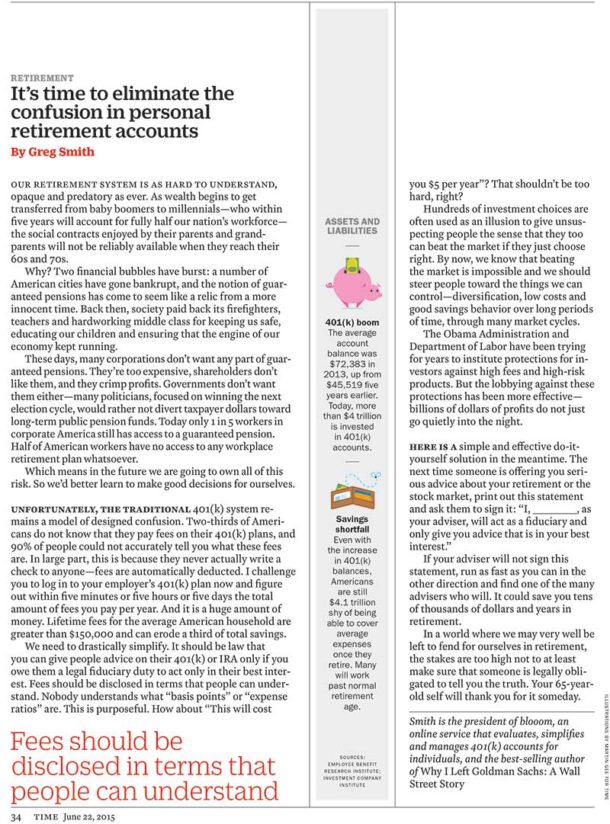 RETIREMENT
It's time to eliminate the
confusion in personal
retirement accounts
By Greg Smith
OUR RETIREMENT SYSTEM IS AS HARD TO UNDERSTAND,
opaque and predatory as ever. As wealth begins to get
transferred from baby boomers to millennials—who within
five years will account for fully half our nation's workforce—
the social contracts enjoyed by their parents and grand-
parents will not be reliably available when they reach their
60s and 70s.
Why? Two financial bubbles have burst: a number of
American cities have gone bankrupt, and the notion of guar-
anteed pensions has come to seem like a relic from a more
innocent time. Back then, society paid back its firefighters,
teachers and hardworking middle class for keeping us safe,
educating our children and ensuring that the engine of our
economy kept running.
These days, many corporations don't want any part of guar-
anteed pensions. They're too expensive, shareholders don't
like them, and they crimp profits. Governments don't want
them either—many politicians, focused on winning the next
election cycle, would rather not divert taxpayer dollars toward
long-term public pension funds. Today only 1 in 5 workers in
corporate America still has access to a guaranteed pension.
Half of American workers have no access to any workplace
retirement plan whatsoever.
Which means in the future we are going to own all of this
risk. So we'd better learn to make good decisions for ourselves.
UNFORTUNATELY, THE TRADITIONAL 401(k) system re-
mains a model of designed confusion. Two-thirds of Ameri-
cans do not know that they pay fees on their 401(k) plans, and
90% of people could not accurately tell you what these fees
are. In large part, this is because they never actually write a
check to anyone—fees are automatically deducted. I challenge
you to log in to your employer's 401(k) plan now and figure
out within five minutes or five hours or five days the total
amount of fees you pay per year. And it is a huge amount of
money. Lifetime fees for the average American household are
greater than $150,000 and can erode a third of total savings.
We need to drastically simplify. It should be law that
you can give people advice on their 401(k) or IRA only if you
owe them a legal fiduciary duty to act only in their best inter-
est. Fees should be disclosed in terms that people can under-
stand. Nobody understands what "basis points" or "expense
ratios" are. This is purposeful. How about "This will cost
Fees should be
disclosed in terms that
people can understand
34 TIME June 22, 2015
ASSETS AND
LIABILITIES
401(k) boom
The average
account
balance was
$72,383 in
2013, up from
$45,519 five
years earlier.
Today, more
than $4 trillion
is invested
in 401(k)
accounts.
Savings
shortfall
Even with
the increase
in 401(k)
balances,
Americans
are still
$4.1 trillion
shy of being
able to cover
average
expenses
once they
retire. Many
will work
past normal
retirement
age.
SOURCES:
EMPLOYEE BENEFIT
RESEARCH INSTITUTE;
INVESTMENT COMPANY
INSTITUTE
you $5 per year"? That shouldn't be too
hard, right?
Hundreds of investment choices are
often used as an illusion to give unsus-
pecting people the sense that they too
can beat the market if they just choose
right. By now, we know that beating
the market is impossible and we should
steer people toward the things we can
control—diversification, low costs and
good savings behavior over long periods
of time, through many market cycles.
The Obama Administration and
Department of Labor have been trying
for years to institute protections for in-
vestors against high fees and high-risk
products. But the lobbying against these
protections has been more effective—
billions of dollars of profits do not just
go quietly into the night.
HERE IS A simple and effective do-it-
yourself solution in the meantime. The
next time someone is offering you seri-
ous advice about your retirement or the
stock market, print out this statement
and ask them to sign it: "I, ________, as
your adviser, will act as a fiduciary and
only give you advice that is in your best
interest."
If your adviser will not sign this
statement, run as fast as you can in the
other direction and find one of the many
advisers who will. It could save you tens
of thousands of dollars and years in
retirement.
In a world where we may very well be
left to fend for ourselves in retirement,
the stakes are too high not to at least
make sure that someone is legally obli-
gated to tell you the truth. Your 65-year-
old self will thank you for it someday.
Smith is the president of blooom, an
online service that evaluates, simplifies
and manages 401(k) accounts for
individuals, and the best-selling author
of Why I Left Goldman Sachs: A Wall
Street Story
ILLUSTRATIONS BY MARTIN GEE FOR TIME